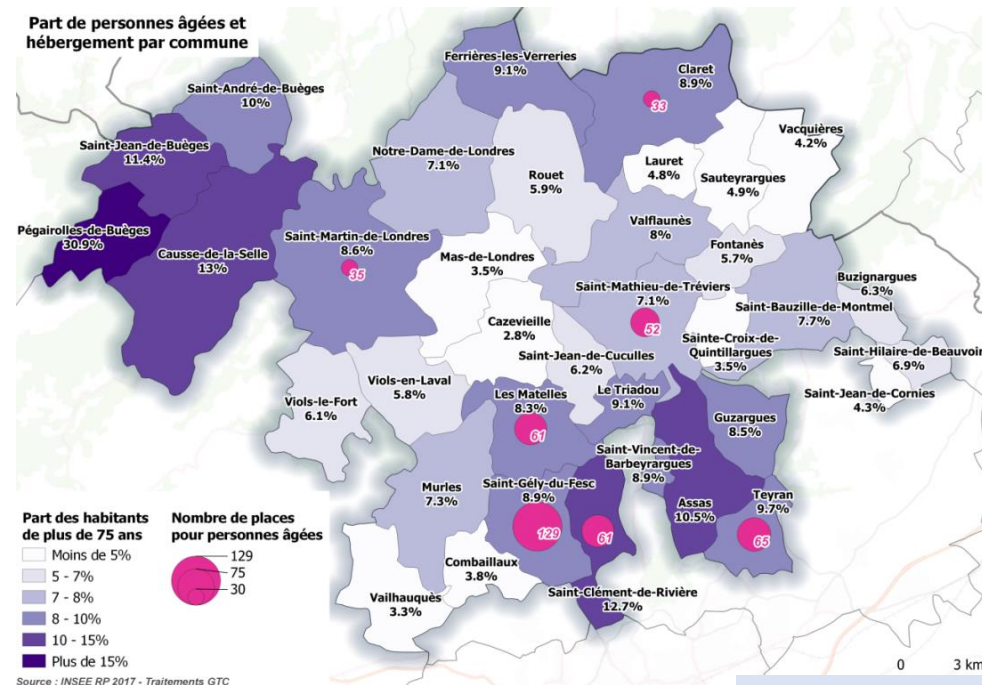 Part de personnes âgées et
hébergement par commune
Ferrières-les-Verreries
9.1%
Claret
8.9%
33
Saint-André-de-Buèges
10%
Vacquières
4.2%
Saint-Jean-de-Buèges
11.4%
Notre-Dame-de-Londres
7.1%
Lauret
4.8%
Rouet
5.9%
Sauteyrargues
4.9%
Pégairolles-de-Buèges
30.9%
Saint-Martin-de-Londres
8.6%
35
Valflaunès
8%
Causse-de-la-Selle
13%
Fontanès
5.7%
Mas-de-Londres
3.5%
Buzignargues
6.3%
Saint-Mathieu-de-Tréviers
7.1%
52
Saint-Bauzille-de-Montmel
7.7%
Cazevieille
2.8%
Sainte-Croix-de-
Quintillargues
3.5%
Saint-Jean-de-Cuculles
6.2%
Saint-Hilaire-de-Beauvoir
6.9%
Viols-en-Laval
5.8%
Le Triadou
9.1%
Saint-Jean-de-Cornies
4.3%
Viols-le-Fort
6.1%
Les Matelles
8.3%
61
Guzargues
8.5%
Saint-Vincent-de-
Barbeyrargues
8.9%
Murles
7.3%
Saint-Gély-du-Fesc
8.9%
129
61
Assas
10.5%
Teyran
9.7%
65
Combaillaux
3.8%
Vailhauquès
3.3%
Saint-Clément-de-Rivière
12.7%
Part des habitants
de plus de 75 ans
Moins de 5%
5 - 7%
7 - 8%
8 - 10%
10 - 15%
Plus de 15%
Nombre de places
pour personnes âgées
129
75
30
0 3 km
Source : INSEE RP 2017 - Traitements GTC